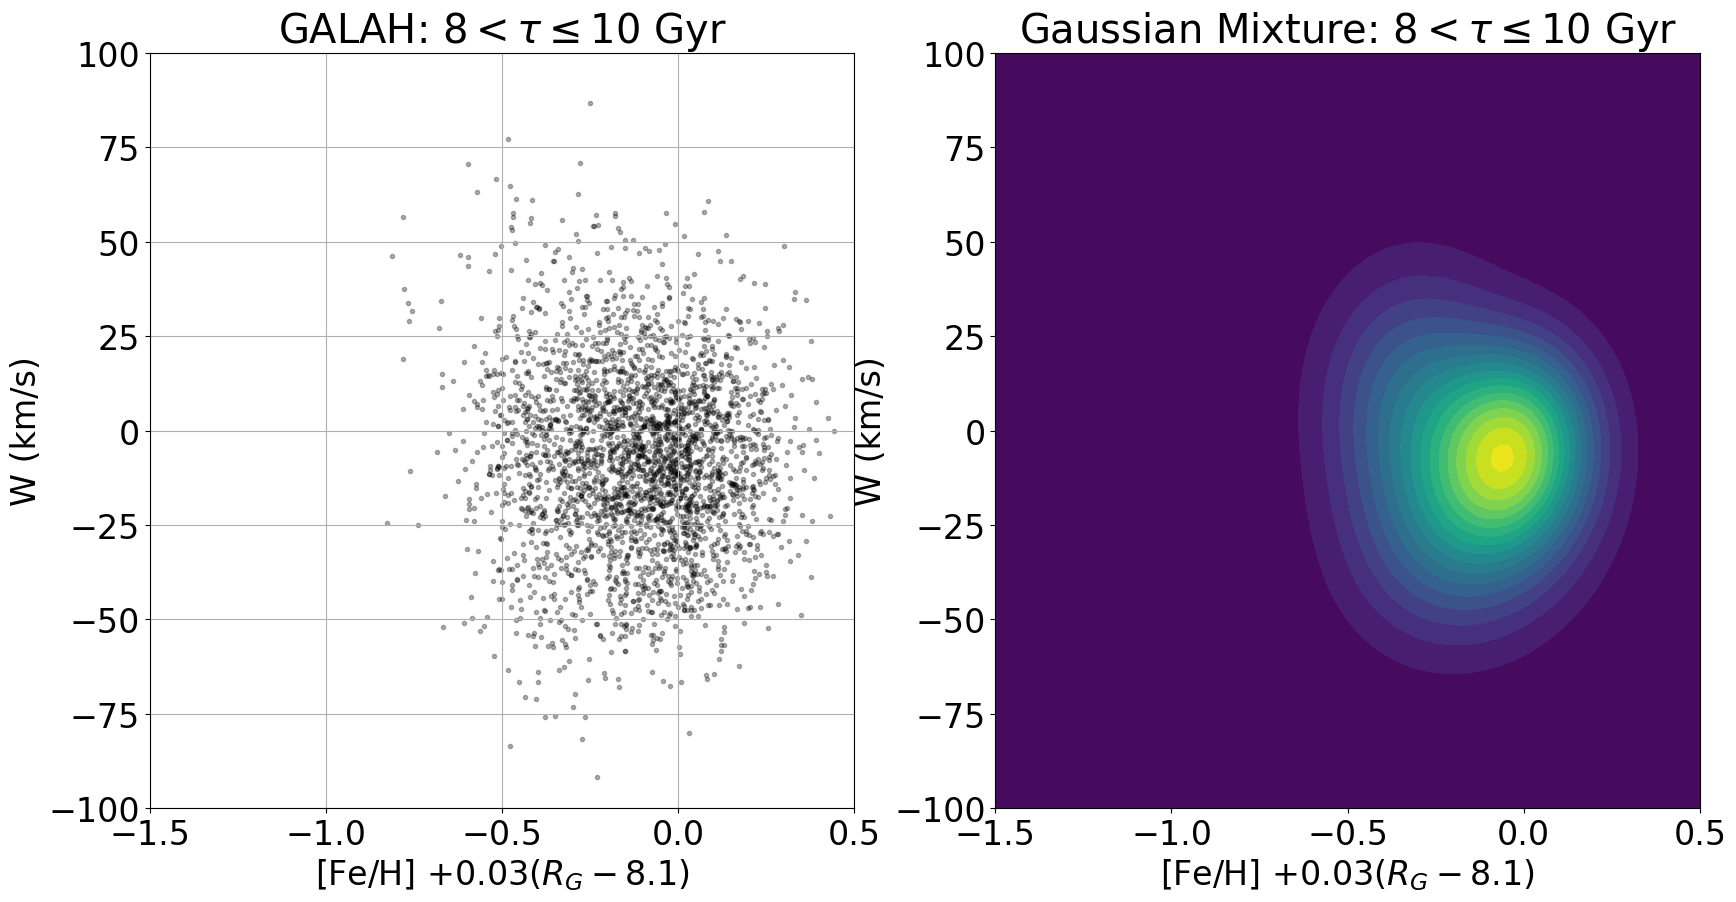 GALAH: 8 < τ ≤ 10 Gyr
100
75
50
25
0
−25
−50
−75
−100
W (km/s)
−1.5 −1.0 −0.5 0.0 0.5
[Fe/H] +0.03(R_G − 8.1)
Gaussian Mixture: 8 < τ ≤ 10 Gyr
100
75
50
25
0
−25
−50
−75
−100
W (km/s)
−1.5 −1.0 −0.5 0.0 0.5
[Fe/H] +0.03(R_G − 8.1)